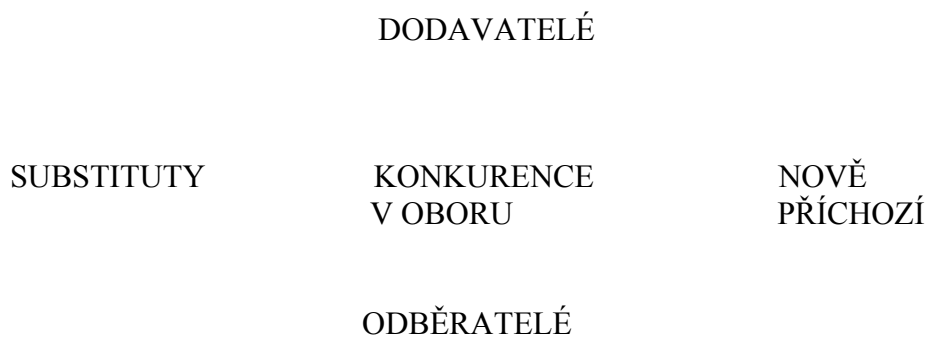 DODAVATELÉ
SUBSTITUTY KONKURENCE NOVĚ
V OBORU PŘÍCHOZÍ
ODBĚRATELÉ